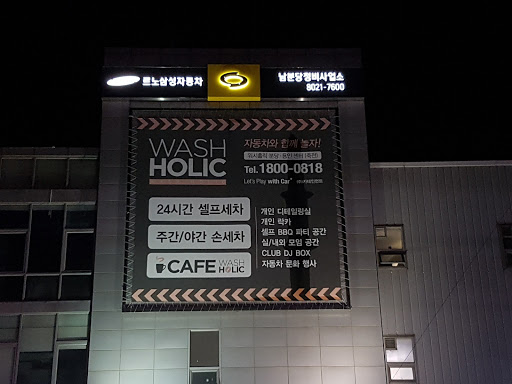 르노삼성자동차
남분당정비사업소
8021-7600
WASH
HOLIC
자동차와 함께 놀자!
Tel.1800-0818
Let's Play with Car
24시간 셀프세차
주간/야간 손세차
CAFE WASH HOLIC
개인 디테일링실
개인 락카
셀프 BBQ 파티 공간
실/내외 모임 공간
CLUB DJ BOX
자동차 문화 행사